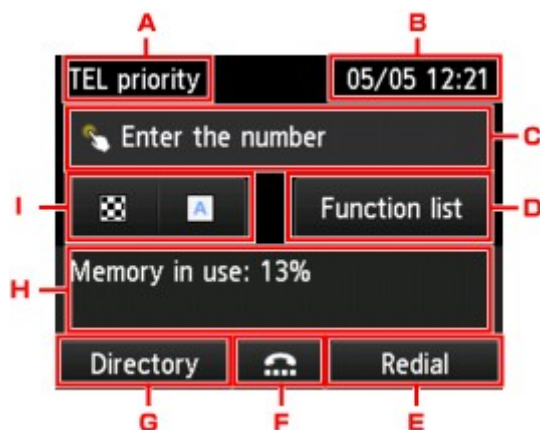 A B
TEL priority 05/05 12:21
Enter the number C
I A Function list D
H Memory in use: 13%
Directory Redial
G F E